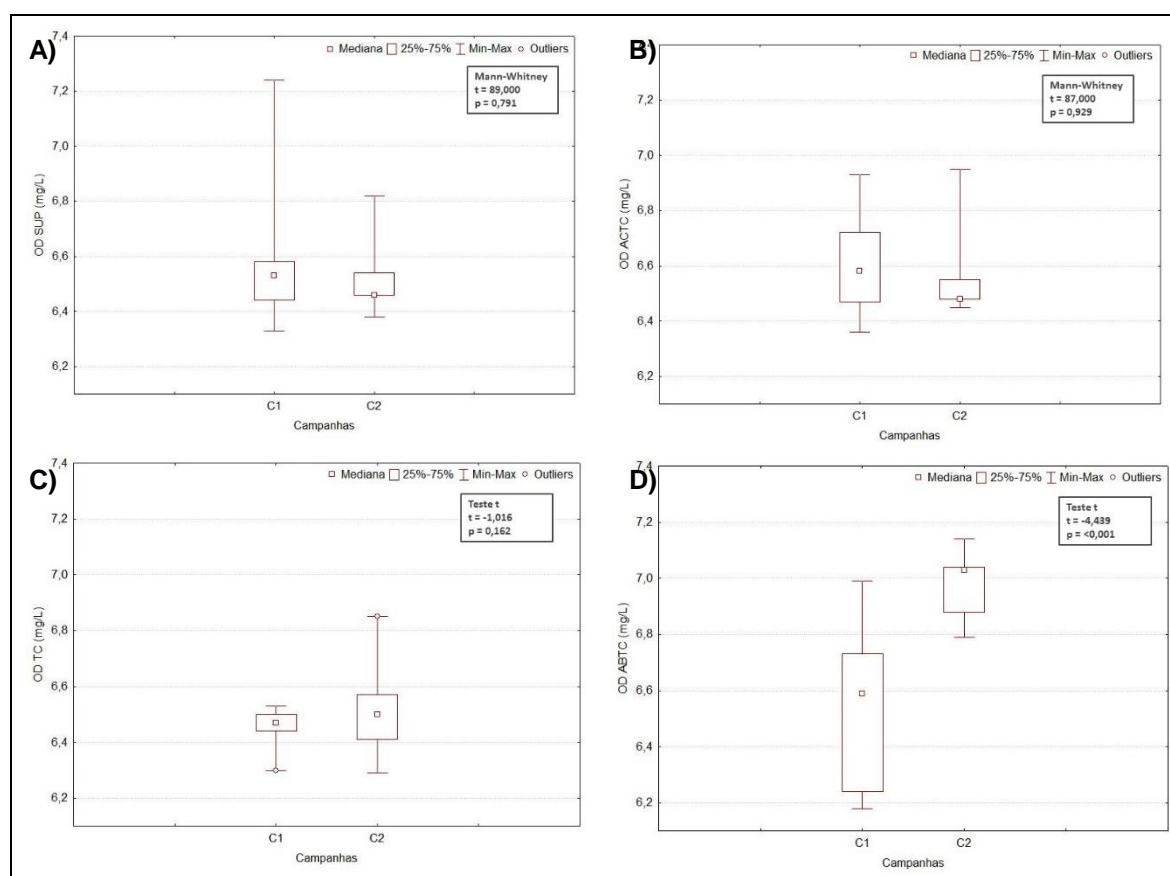 A)
7,4
Mediana 25%-75% Min-Max Outliers
Mann-Whitney
t = 89,000
p = 0,791
7,2
7,0
6,8
6,6
6,4
6,2
OD SUP (mg/L)
C1 C2
Campanhas
B)
7,4
Mediana 25%-75% Min-Max Outliers
Mann-Whitney
t = 87,000
p = 0,929
7,2
7,0
6,8
6,6
6,4
6,2
OD ACTC (mg/L)
C1 C2
Campanhas
C)
7,4
Mediana 25%-75% Min-Max Outliers
Teste t
t = -1,016
p = 0,162
7,2
7,0
6,8
6,6
6,4
6,2
OD TC (mg/L)
C1 C2
Campanhas
D)
7,4
Mediana 25%-75% Min-Max Outliers
Teste t
t = -4,439
p = <0,001
7,2
7,0
6,8
6,6
6,4
6,2
OD ABTC (mg/L)
C1 C2
Campanhas